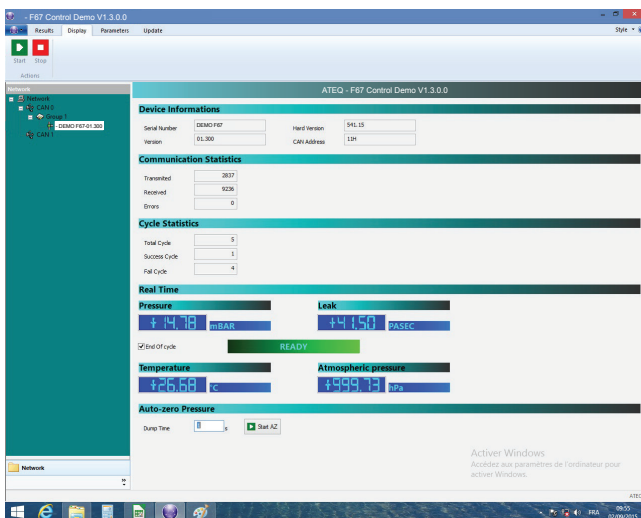 - F67 Control Demo V1.3.0.0
Results Display Parameters Update Style
Start Stop
Actions
Network
ATEQ - F67 Control Demo V1.3.0.0
Network
CAN 0
Group 1
- DEMO F67-01.300
CAN 1
Device Informations
Serial Number DEMO F67 Hard Version 541.15
Version 01.300 CAN Address 11H
Communication Statistics
Transmited 2837
Received 9236
Errors 0
Cycle Statistics
Total Cycle 5
Success Cycle 1
Fail Cycle 4
Real Time
Pressure Leak
+14.78 mBAR +41.50 PASEC
End Of cycle READY
Temperature Atmospheric pressure
+26.68 °C +999.73 hPa
Auto-zero Pressure
Dump Time s Start AZ
Activer Windows
Accédez aux paramètres de l'ordinateur pour
activer Windows.
Network
ATEQ
FRA 09:55
02/09/2015